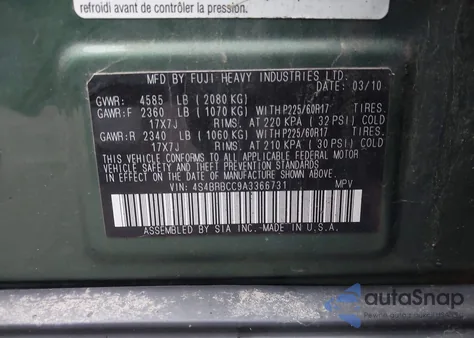 refroidi avant de contrôler la pression.
MFD BY FUJI HEAVY INDUSTRIES LTD.
DATE: 03/10
GVWR: 4585 LB (2080 KG)
GAWR:F 2360 LB (1070 KG) WITH P225/60R17 TIRES.
17X7J RIMS. AT 220 KPA (32 PSI) COLD
GAWR:R 2340 LB (1060 KG) WITH P225/60R17 TIRES.
17X7J RIMS. AT 210 KPA (30 PSI) COLD
THIS VEHICLE CONFORMS TO ALL APPLICABLE FEDERAL MOTOR
VEHICLE SAFETY AND THEFT PREVENTION STANDARDS IN EFFECT
ON THE DATE OF MANUFACTURE SHOWN ABOVE.
VIN: 4S4BRBCC9A3366731 MPV
ASSEMBLED BY SIA INC.-MADE IN U.S.A.
autoSnap